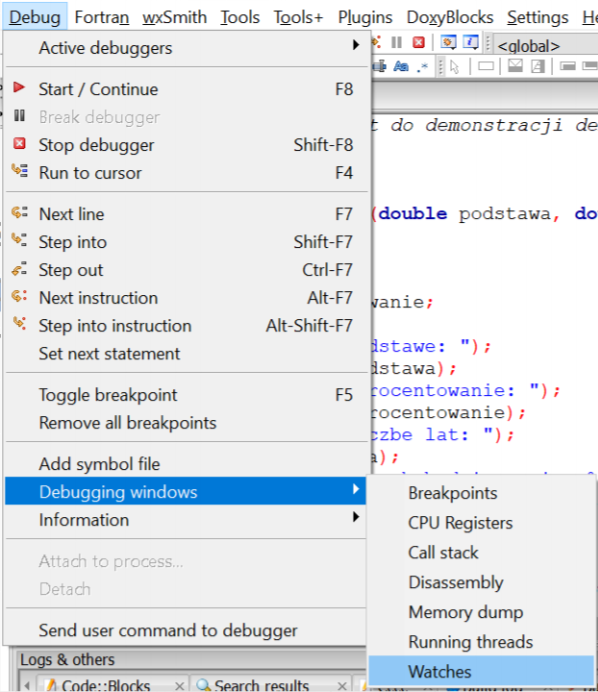 Debug Fortran wxSmith Tools Tools+ Plugins DoxyBlocks Settings
<global>
Active debuggers
Start / Continue F8
Break debugger
Stop debugger Shift-F8
Run to cursor F4
Next line F7
Step into Shift-F7
Step out Ctrl-F7
Next instruction Alt-F7
Step into instruction Alt-Shift-F7
Set next statement
Toggle breakpoint F5
Remove all breakpoints
Add symbol file
Debugging windows
Information
Attach to process...
Detach
Send user command to debugger
Breakpoints
CPU Registers
Call stack
Disassembly
Memory dump
Running threads
Watches
t do demonstracji de
(double podstawa, do
wanie;
dstawe: ");
dstawa);
rocentowanie: ");
rocentowanie);
czbe lat: ");
a);
Logs & others
Code::Blocks Search results